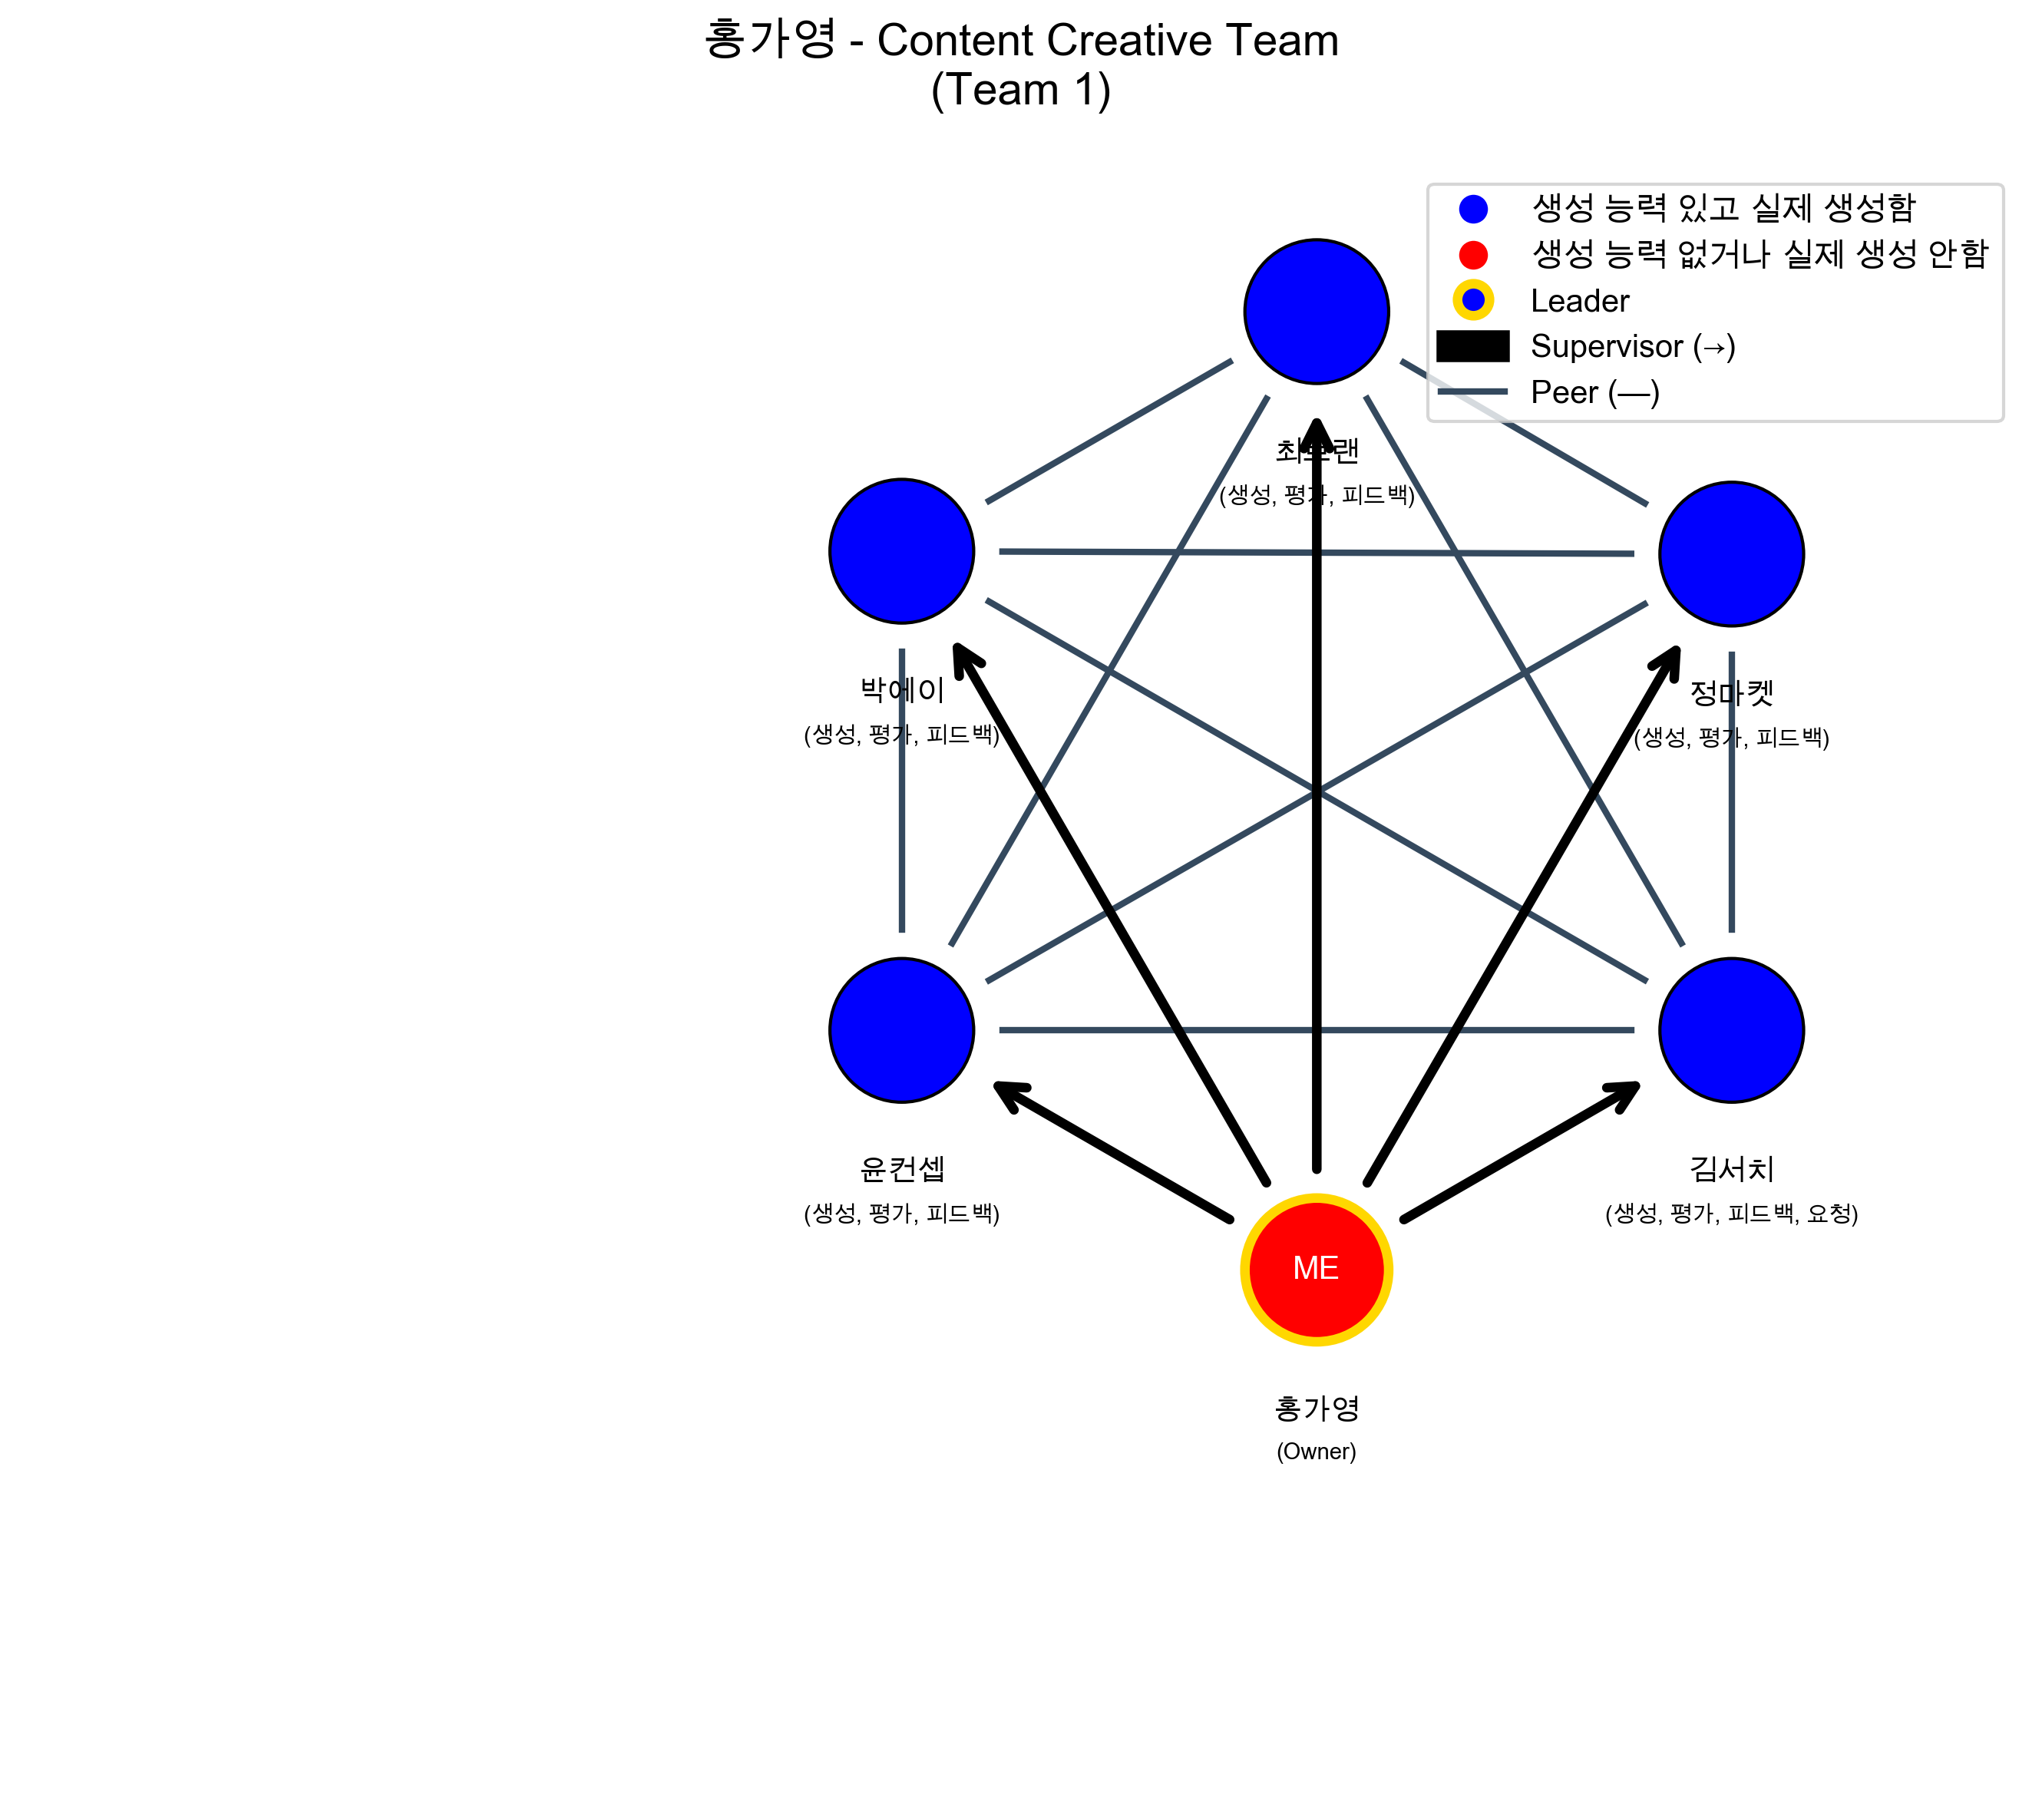 홍가영 - Content Creative Team
(Team 1)
생성 능력 있고 실제 생성함
생성 능력 없거나 실제 생성 안함
Leader
Supervisor (→)
Peer (—)
최브랜
(생성, 평가, 피드백)
박에이
(생성, 평가, 피드백)
정마켓
(생성, 평가, 피드백)
윤컨셉
(생성, 평가, 피드백)
김서치
(생성, 평가, 피드백, 요청)
ME
홍가영
(Owner)